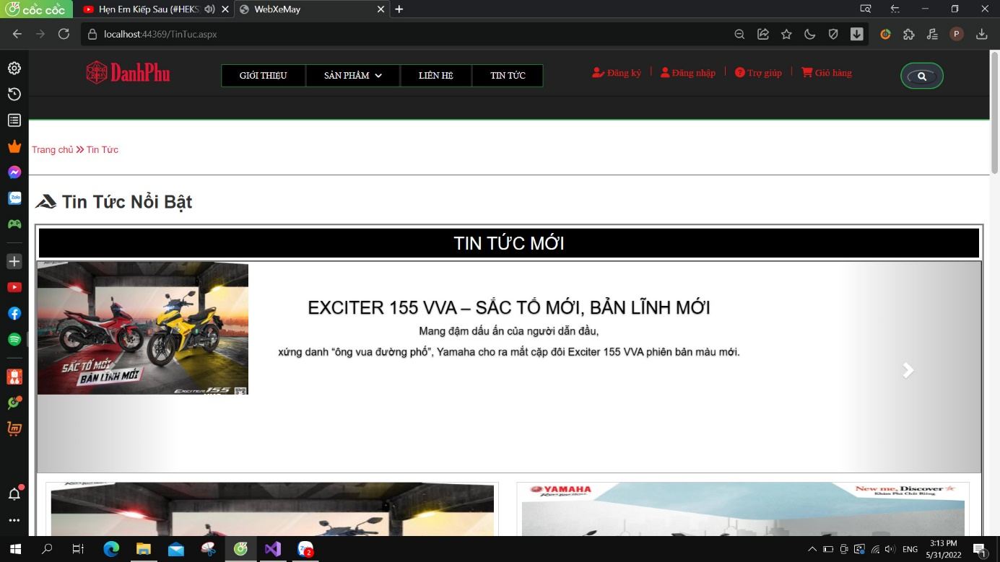 cốc cốc
Hẹn Em Kiếp Sau (#HEKS
WebXeMay
localhost:44369/TinTuc.aspx
P
DanhPhu
GIỚI THIỆU
SẢN PHẨM
LIÊN HỆ
TIN TỨC
Đăng ký
Đăng nhập
Trợ giúp
Giỏ hàng
Trang chủ » Tin Tức
Tin Tức Nổi Bật
TIN TỨC MỚI
EXCITER 155 VVA – SẮC TỐ MỚI, BẢN LĨNH MỚI
Mang đậm dấu ấn của người dẫn đầu,
xứng danh “ông vua đường phố”, Yamaha cho ra mắt cặp đôi Exciter 155 VVA phiên bản màu mới.
SẮC TỐ MỚI
BẢN LĨNH MỚI
EXCITER 155
Zalo
YAMAHA
New me, Discover
Khám Phá Chất Riêng
2
ENG
3:13 PM
5/31/2022
1